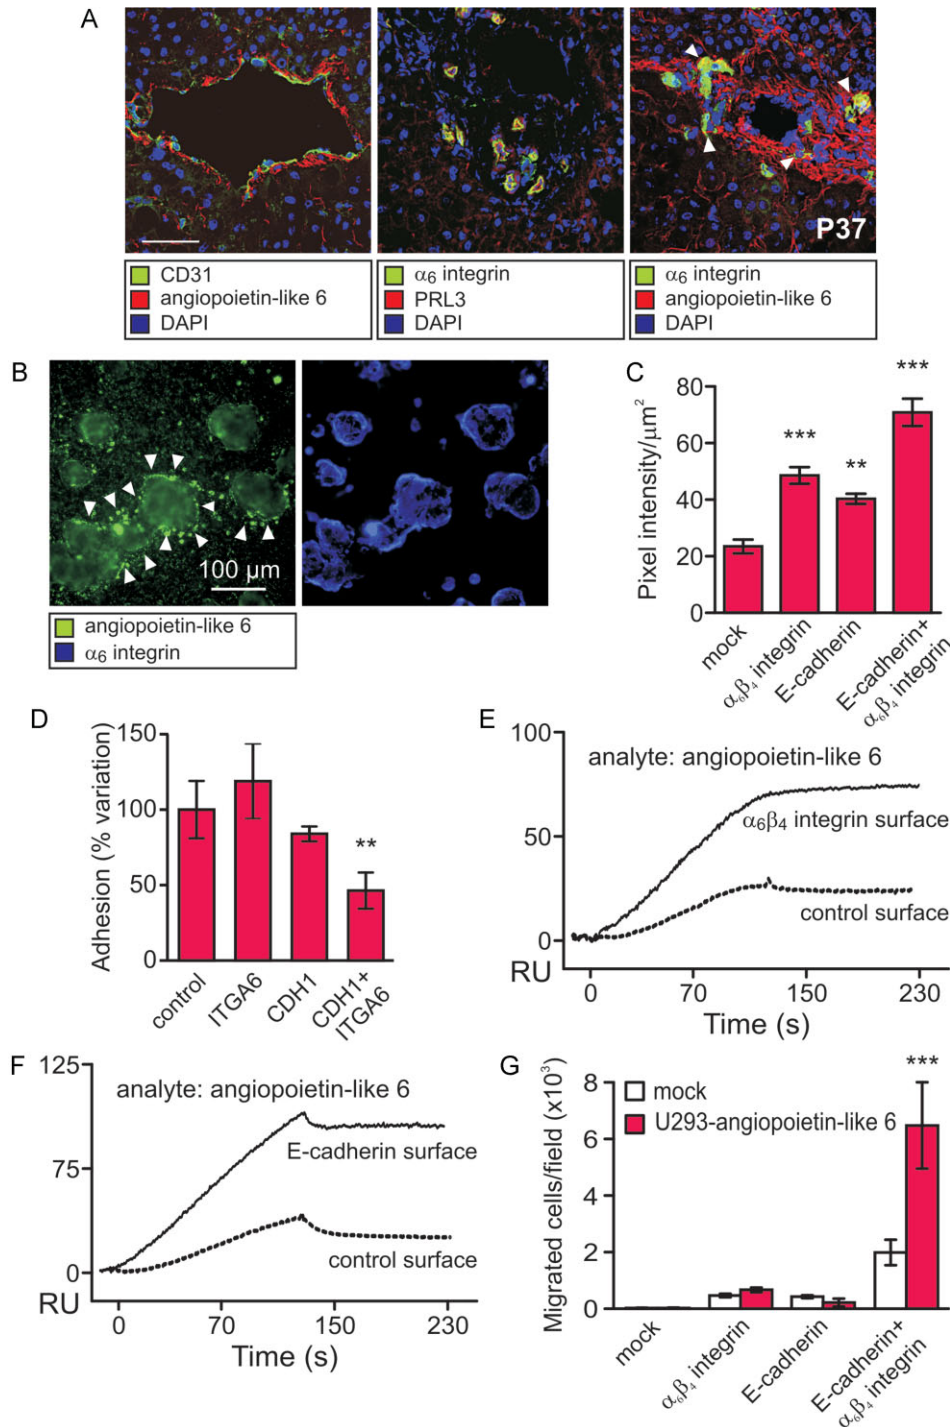 A
P37
CD31
angiopoietin-like 6
DAPI
α₆ integrin
PRL3
DAPI
α₆ integrin
angiopoietin-like 6
DAPI
B
100 µm
angiopoietin-like 6
α₆ integrin
C
Pixel intensity/µm²
80
60
40
20
0
***
**
***
mock
α₆β₄ integrin
E-cadherin
E-cadherin+
α₆β₄ integrin
D
Adhesion (% variation)
150
100
50
0
**
control
ITGA6
CDH1
CDH1+
ITGA6
E
100
50
0
RU
analyte: angiopoietin-like 6
α₆β₄ integrin surface
control surface
0 70 150 230
Time (s)
F
125
75
0
RU
analyte: angiopoietin-like 6
E-cadherin surface
control surface
0 70 150 230
Time (s)
G
Migrated cells/field (x10³)
8
6
4
2
0
mock
U293-angiopoietin-like 6
***
mock
α₆β₄ integrin
E-cadherin
E-cadherin+
α₆β₄ integrin